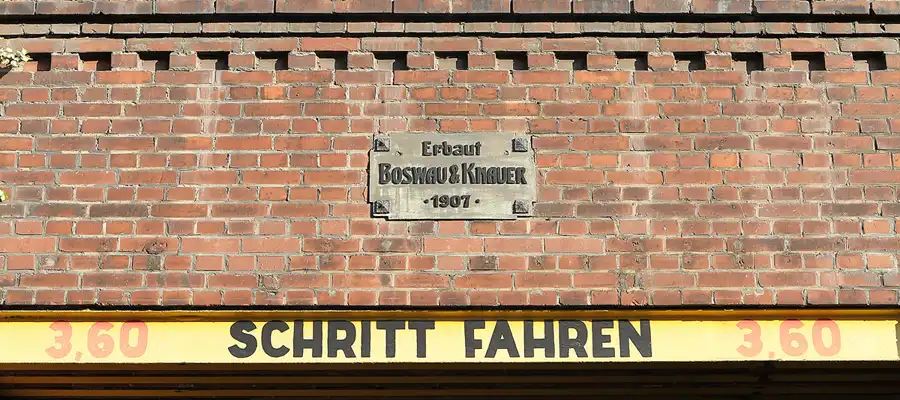 Erbaut
BOSWAU & KNAUER
·1907·
3,60 SCHRITT FAHREN 3,60